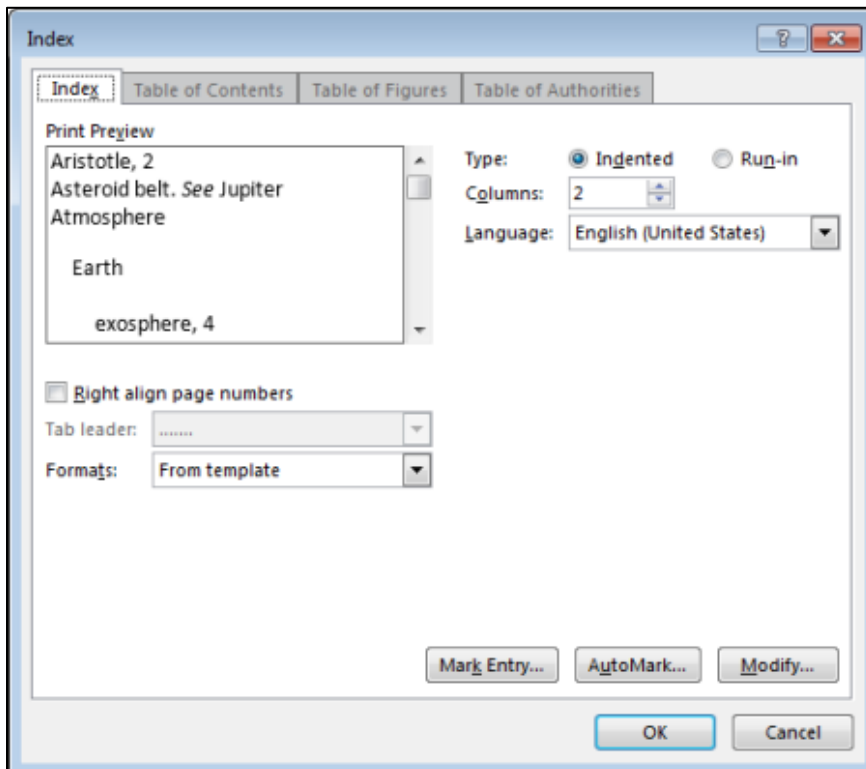 Index
Index Table of Contents Table of Figures Table of Authorities
Print Preview
Aristotle, 2
Asteroid belt. See Jupiter
Atmosphere
Earth
exosphere, 4
Type: Indented Run-in
Columns: 2
Language: English (United States)
Right align page numbers
Tab leader: .......
Formats: From template
Mark Entry... AutoMark... Modify...
OK Cancel